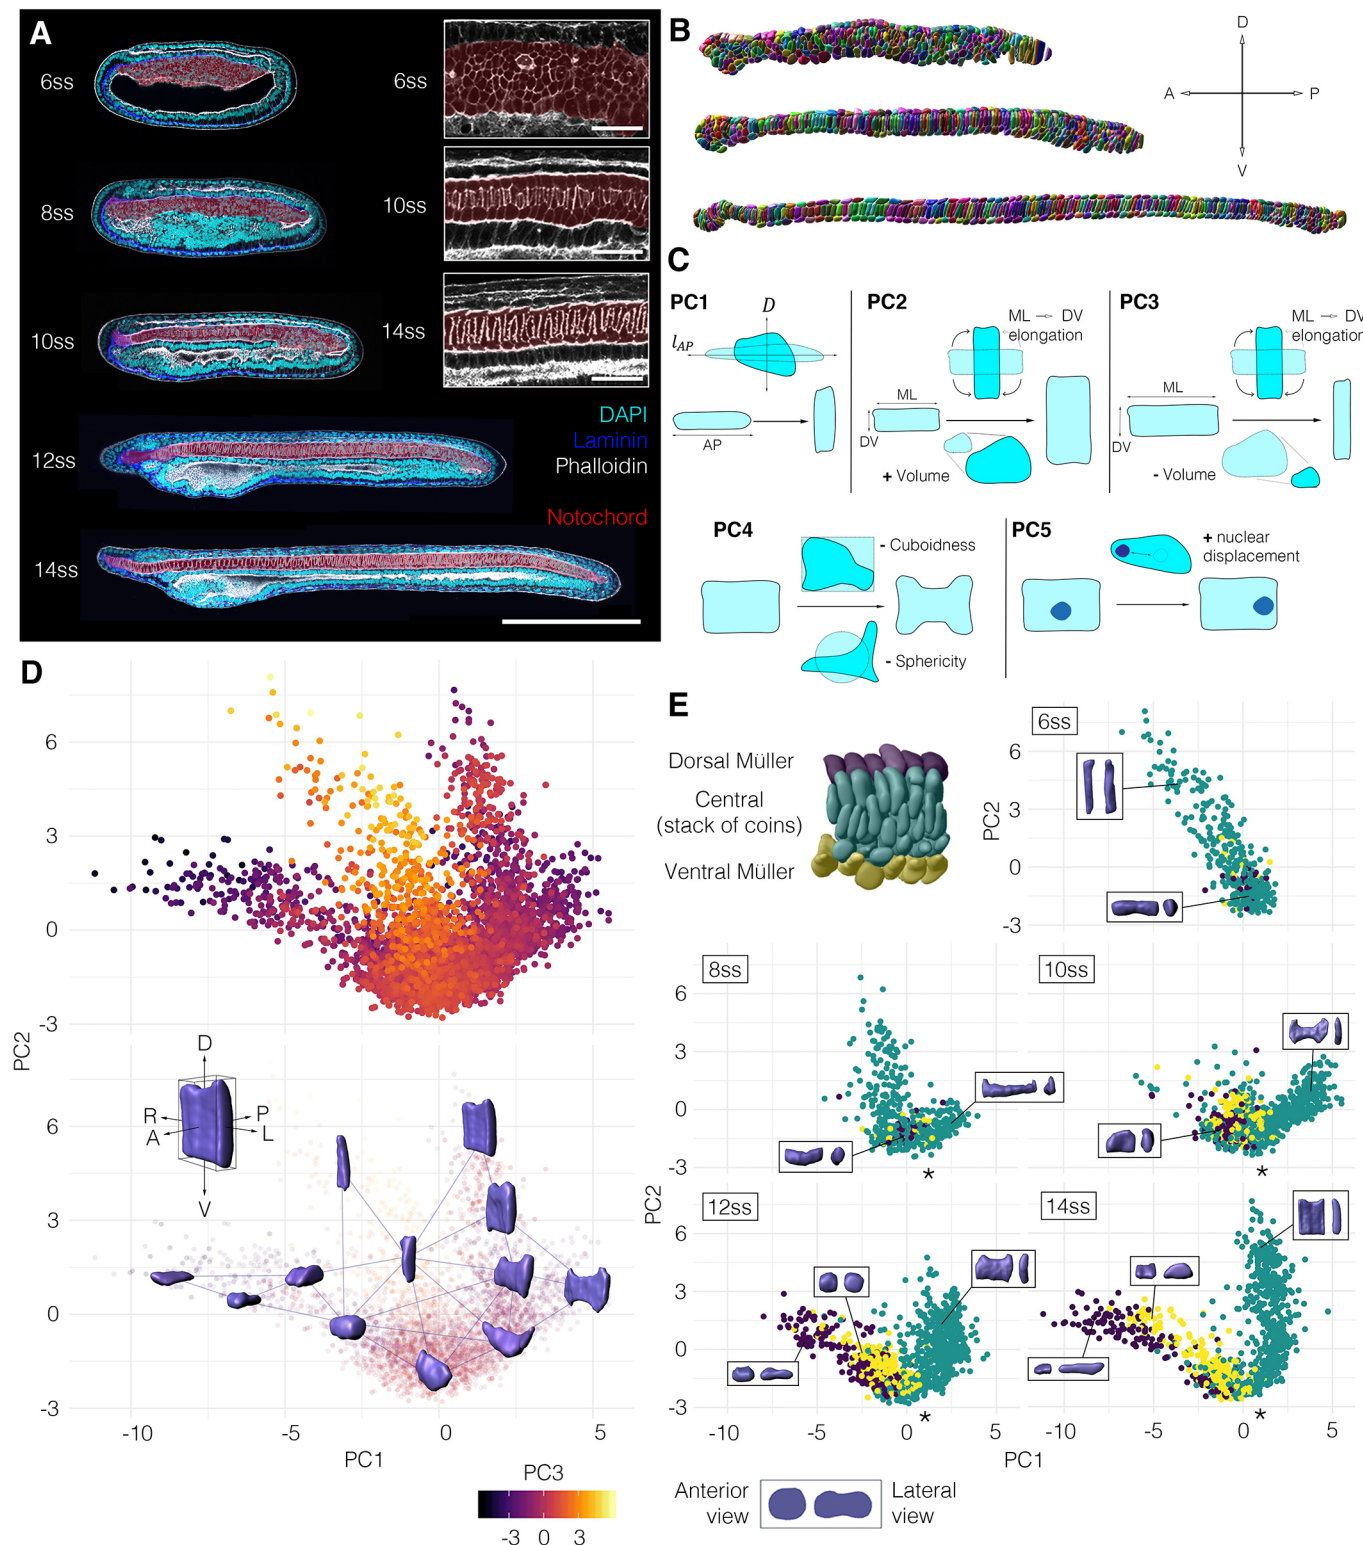 A
6ss
8ss
10ss
12ss
14ss
6ss
10ss
14ss
DAPI
Laminin
Phalloidin
Notochord
B
D
A
P
V
C
PC1
D
l_AP
AP
PC2
ML → DV
elongation
ML
DV
+ Volume
PC3
ML → DV
elongation
ML
DV
- Volume
PC4
- Cuboidness
- Sphericity
PC5
+ nuclear
displacement
D
6
3
0
-3
PC2
D
R
P
A
L
V
6
3
0
-3
-10
-5
0
5
PC1
PC3
-3
0
3
E
Dorsal Müller
Central
(stack of coins)
Ventral Müller
6ss
PC2
6
3
0
-3
8ss
6
3
0
-3
*
10ss
*
PC2
12ss
6
3
0
-3
*
-10
-5
0
5
14ss
*
-10
-5
0
5
PC1
Anterior
view
Lateral
view